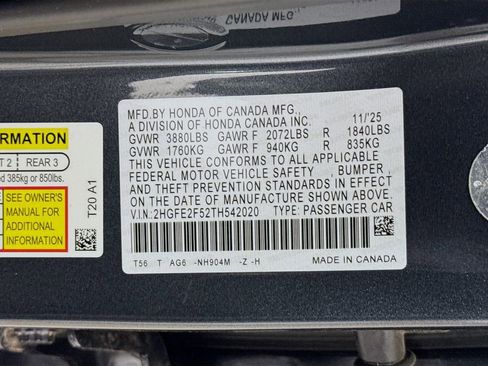 CANADA MFG.,
MFD.BY HONDA OF CANADA MFG.,
A DIVISION OF HONDA CANADA INC. 11/'25
GVWR 3880LBS GAWR F 2072LBS R 1840LBS
GVWR 1760KG GAWR F 940KG R 835KG
THIS VEHICLE CONFORMS TO ALL APPLICABLE
FEDERAL MOTOR VEHICLE SAFETY , BUMPER ,
AND THEFT PREVENTION STANDARDS IN EFFECT
ON THE DATE OF MANUFACTURE SHOWN ABOVE.
V.I.N.:2HGFE2F52TH542020 TYPE: PASSENGER CAR
T56 T AG6 -NH904M -Z -H
MADE IN CANADA
ORMATION
T 2 REAR 3
ed 385kg or 850lbs.
SEE OWNER'S
MANUAL FOR
ADDITIONAL
INFORMATION
T20 A1